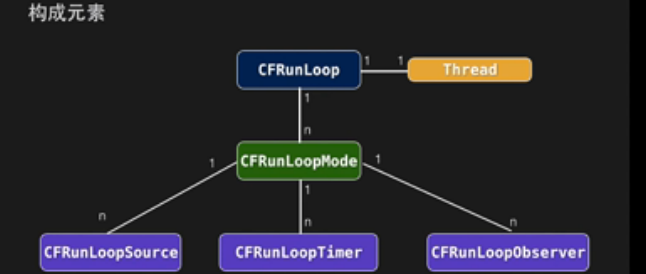 构成元素
CFRunLoop
1
1
Thread
1
n
CFRunLoopMode
1
1
1
n
n
n
CFRunLoopSource
CFRunLoopTimer
CFRunLoopObserver